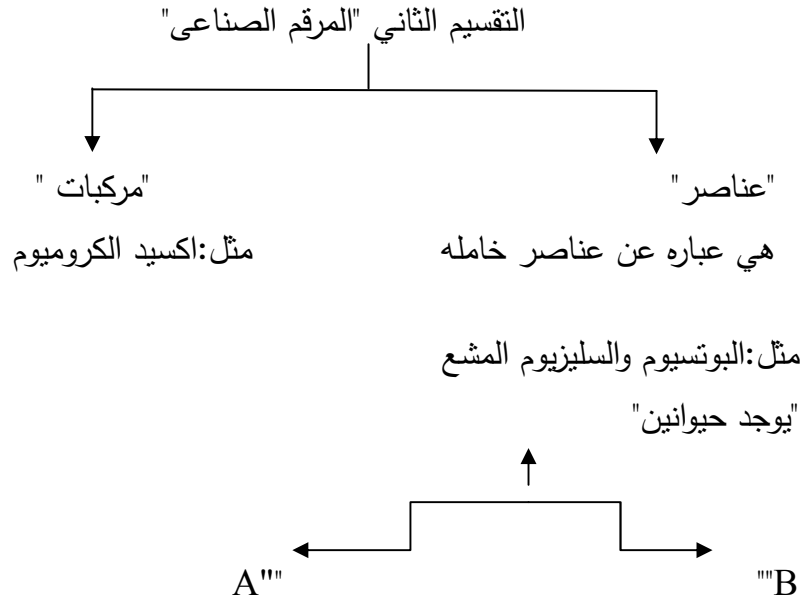 التقسيم الثاني "المرقم الصناعى"
"عناصر"
"مركبات "
هي عباره عن عناصر خامله
مثل:اكسيد الكروميوم
مثل:البوتسيوم والسليزيوم المشع
"يوجد حيوانين"
""B
A""